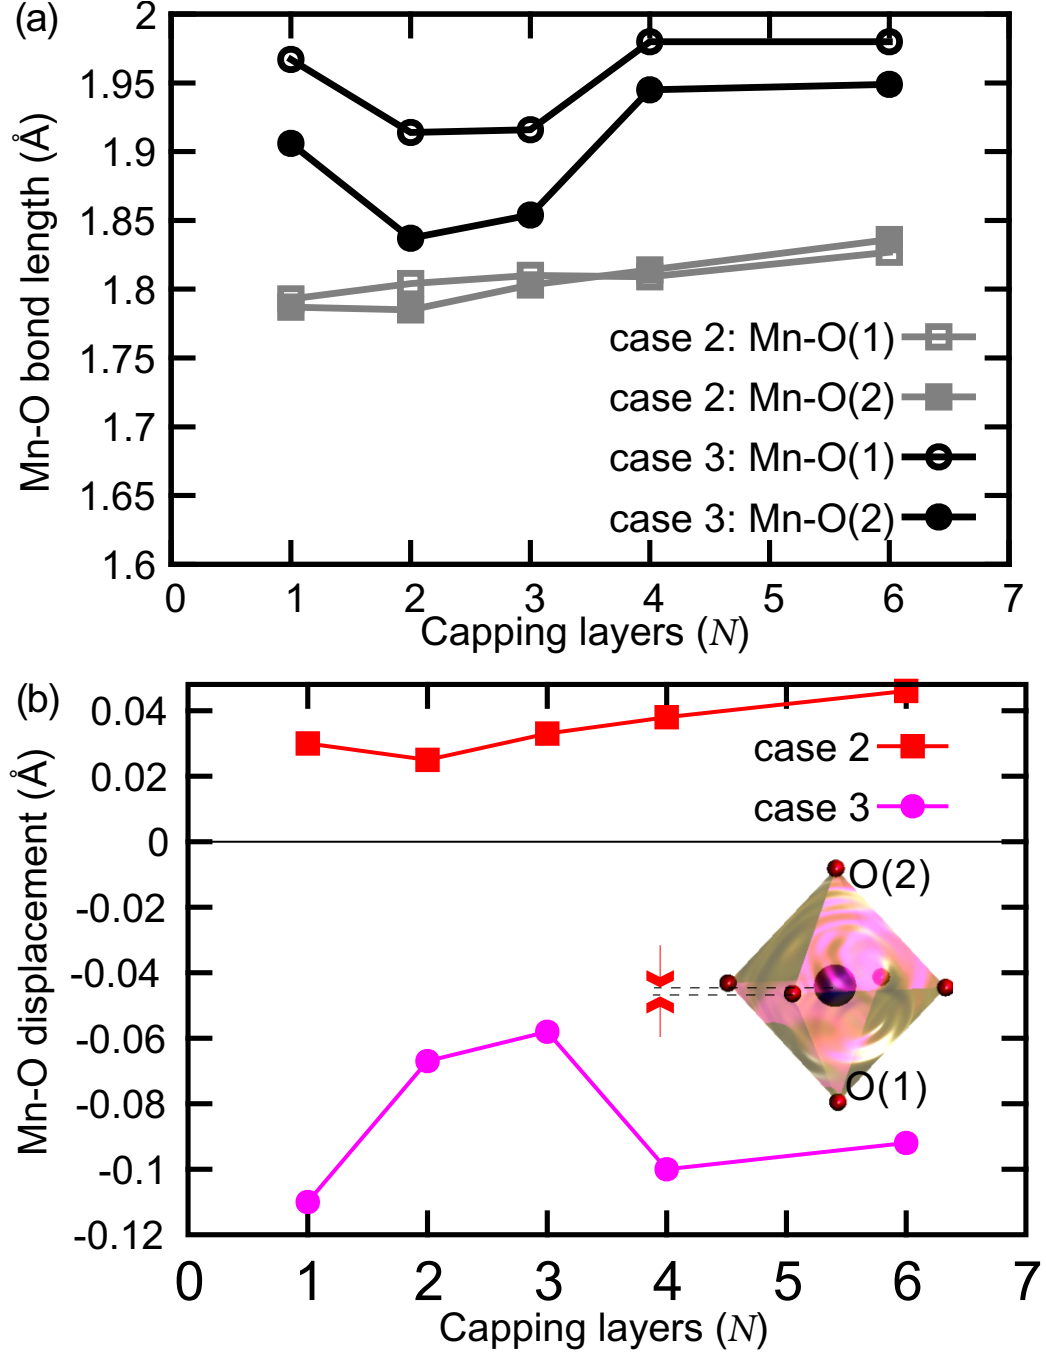 (a)
Mn-O bond length (Å)
2
1.95
1.9
1.85
1.8
1.75
1.7
1.65
1.6
case 2: Mn-O(1)
case 2: Mn-O(2)
case 3: Mn-O(1)
case 3: Mn-O(2)
0 1 2 3 4 5 6 7
Capping layers (N)
(b)
Mn-O displacement (Å)
0.04
0.02
0
-0.02
-0.04
-0.06
-0.08
-0.1
-0.12
case 2
case 3
O(2)
O(1)
0 1 2 3 4 5 6 7
Capping layers (N)